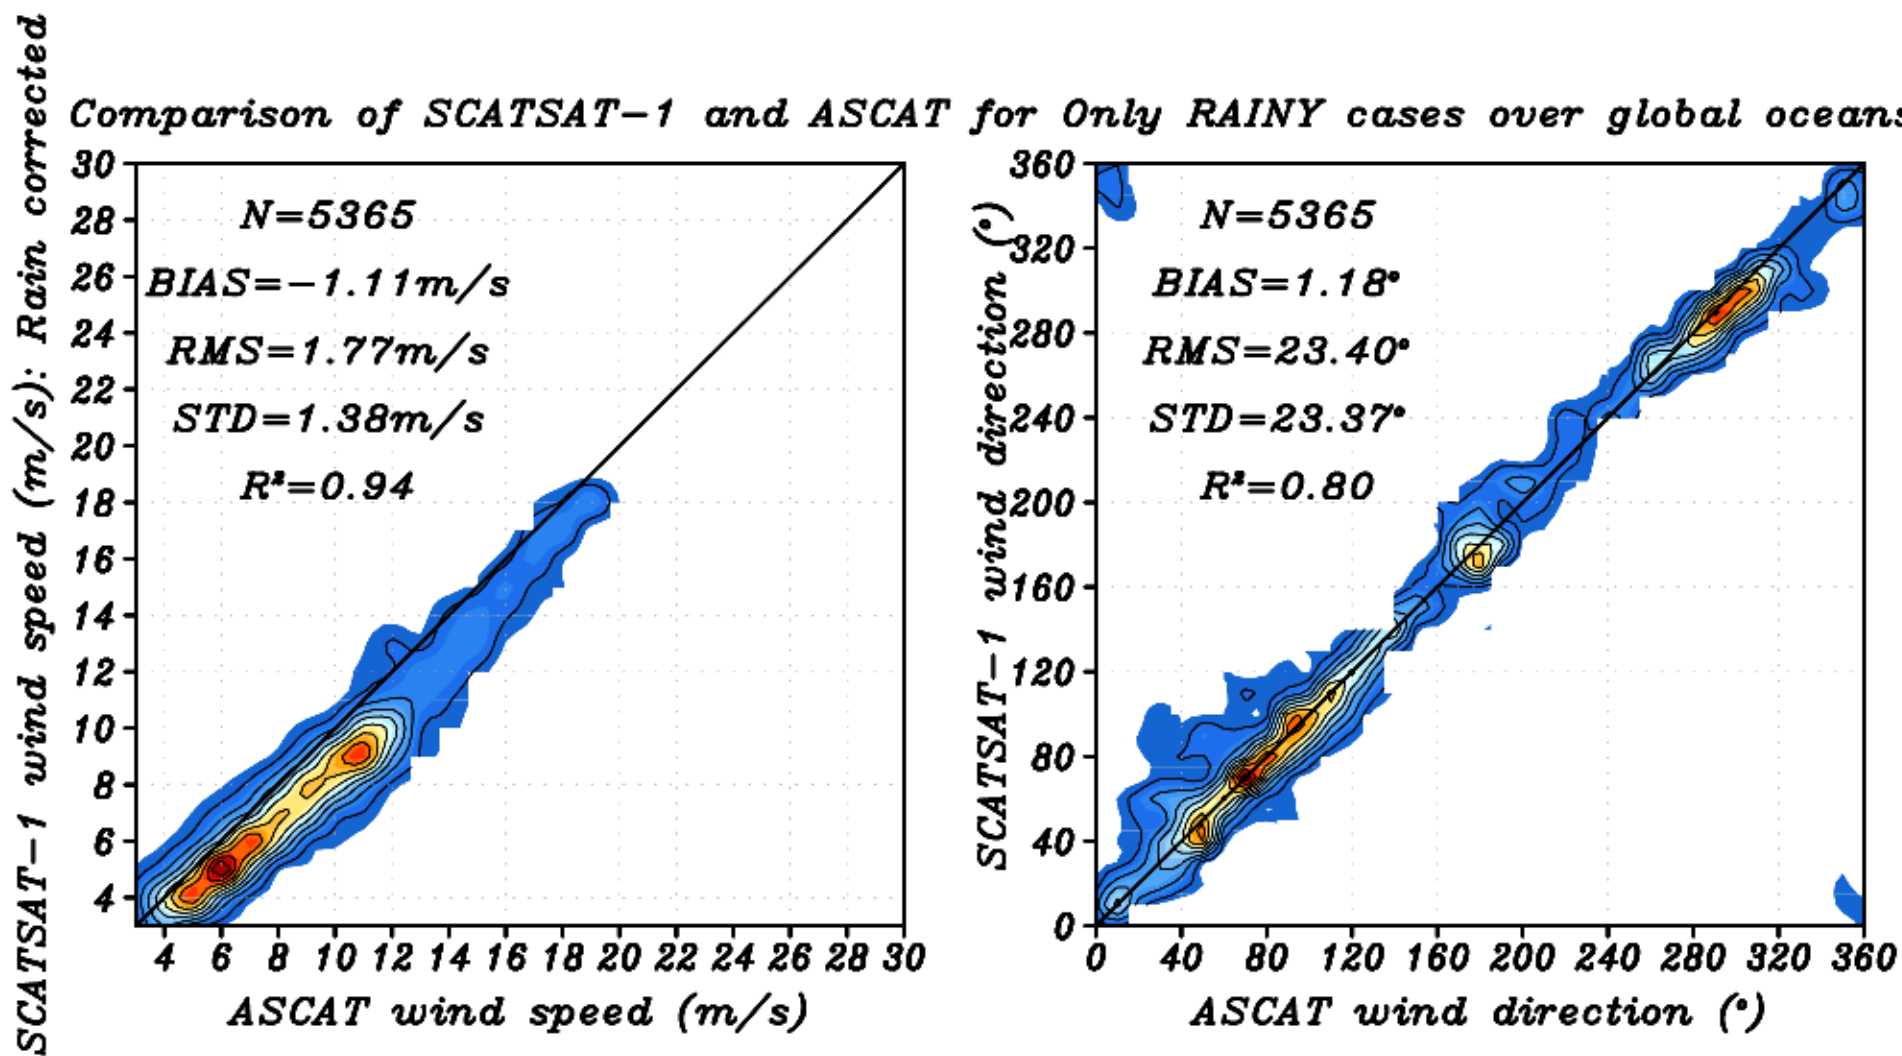 Comparison of SCATSAT-1 and ASCAT for Only RAINY cases over global oceans
SCATSAT-1 wind speed (m/s): Rain corrected
30
28
26
24
22
20
18
16
14
12
10
8
6
4
N=5365
BIAS=-1.11m/s
RMS=1.77m/s
STD=1.38m/s
R²=0.94
4 6 8 10 12 14 16 18 20 22 24 26 28 30
ASCAT wind speed (m/s)
SCATSAT-1 wind direction (°)
360
320
280
240
200
160
120
80
40
0
N=5365
BIAS=1.18°
RMS=23.40°
STD=23.37°
R²=0.80
0 40 80 120 160 200 240 280 320 360
ASCAT wind direction (°)